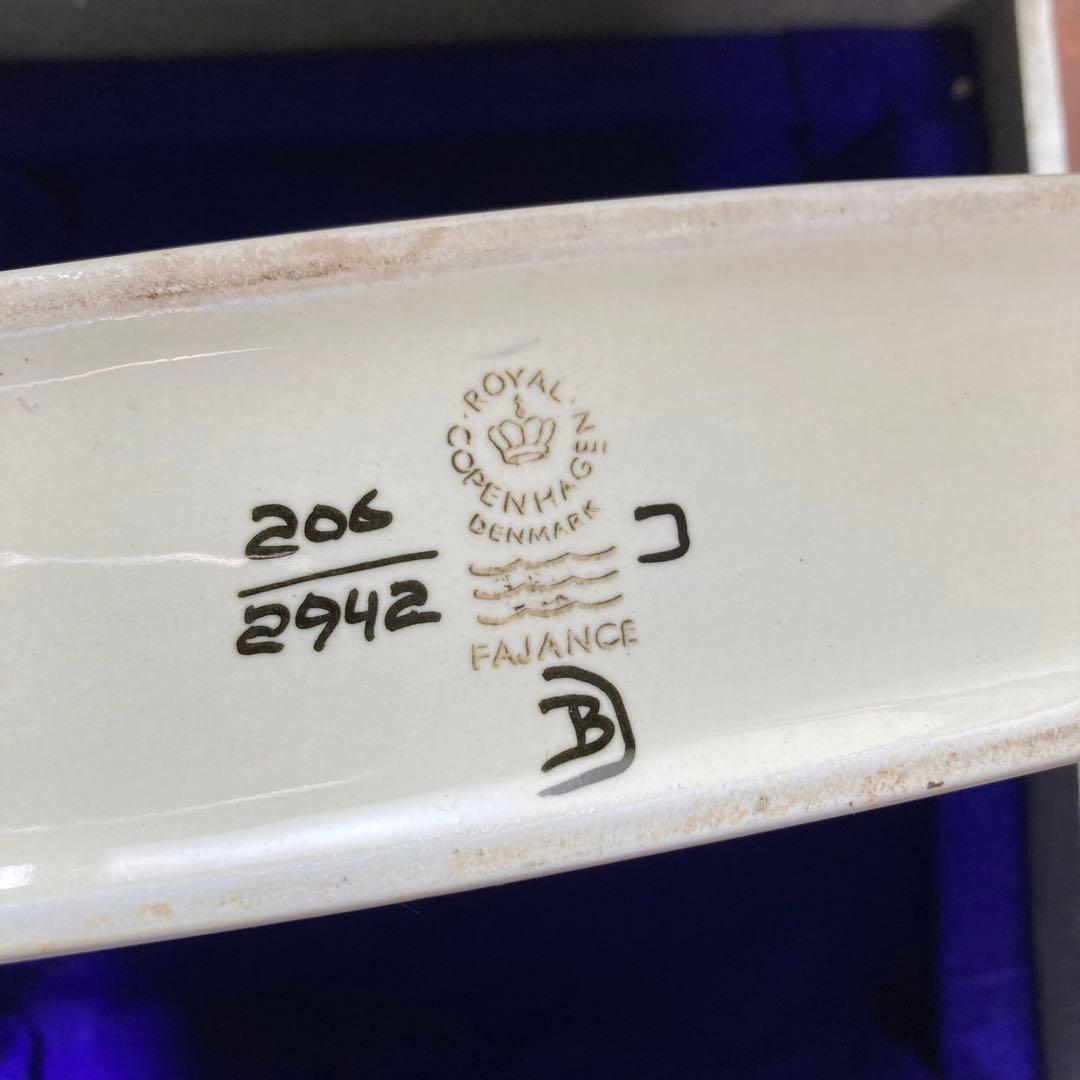 · ROYAL · COPENHAGEN
DENMARK
206
2942
FAJANCE
B